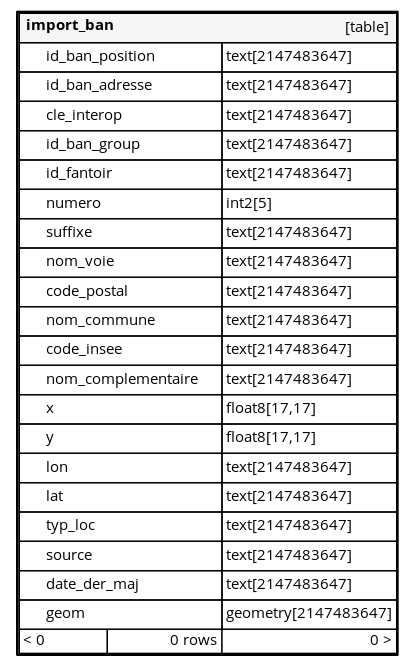 import_ban [table]
id_ban_position text[2147483647]
id_ban_adresse text[2147483647]
cle_interop text[2147483647]
id_ban_group text[2147483647]
id_fantoir text[2147483647]
numero int2[5]
suffixe text[2147483647]
nom_voie text[2147483647]
code_postal text[2147483647]
nom_commune text[2147483647]
code_insee text[2147483647]
nom_complementaire text[2147483647]
x float8[17,17]
y float8[17,17]
lon text[2147483647]
lat text[2147483647]
typ_loc text[2147483647]
source text[2147483647]
date_der_maj text[2147483647]
geom geometry[2147483647]
< 0 0 rows 0 >